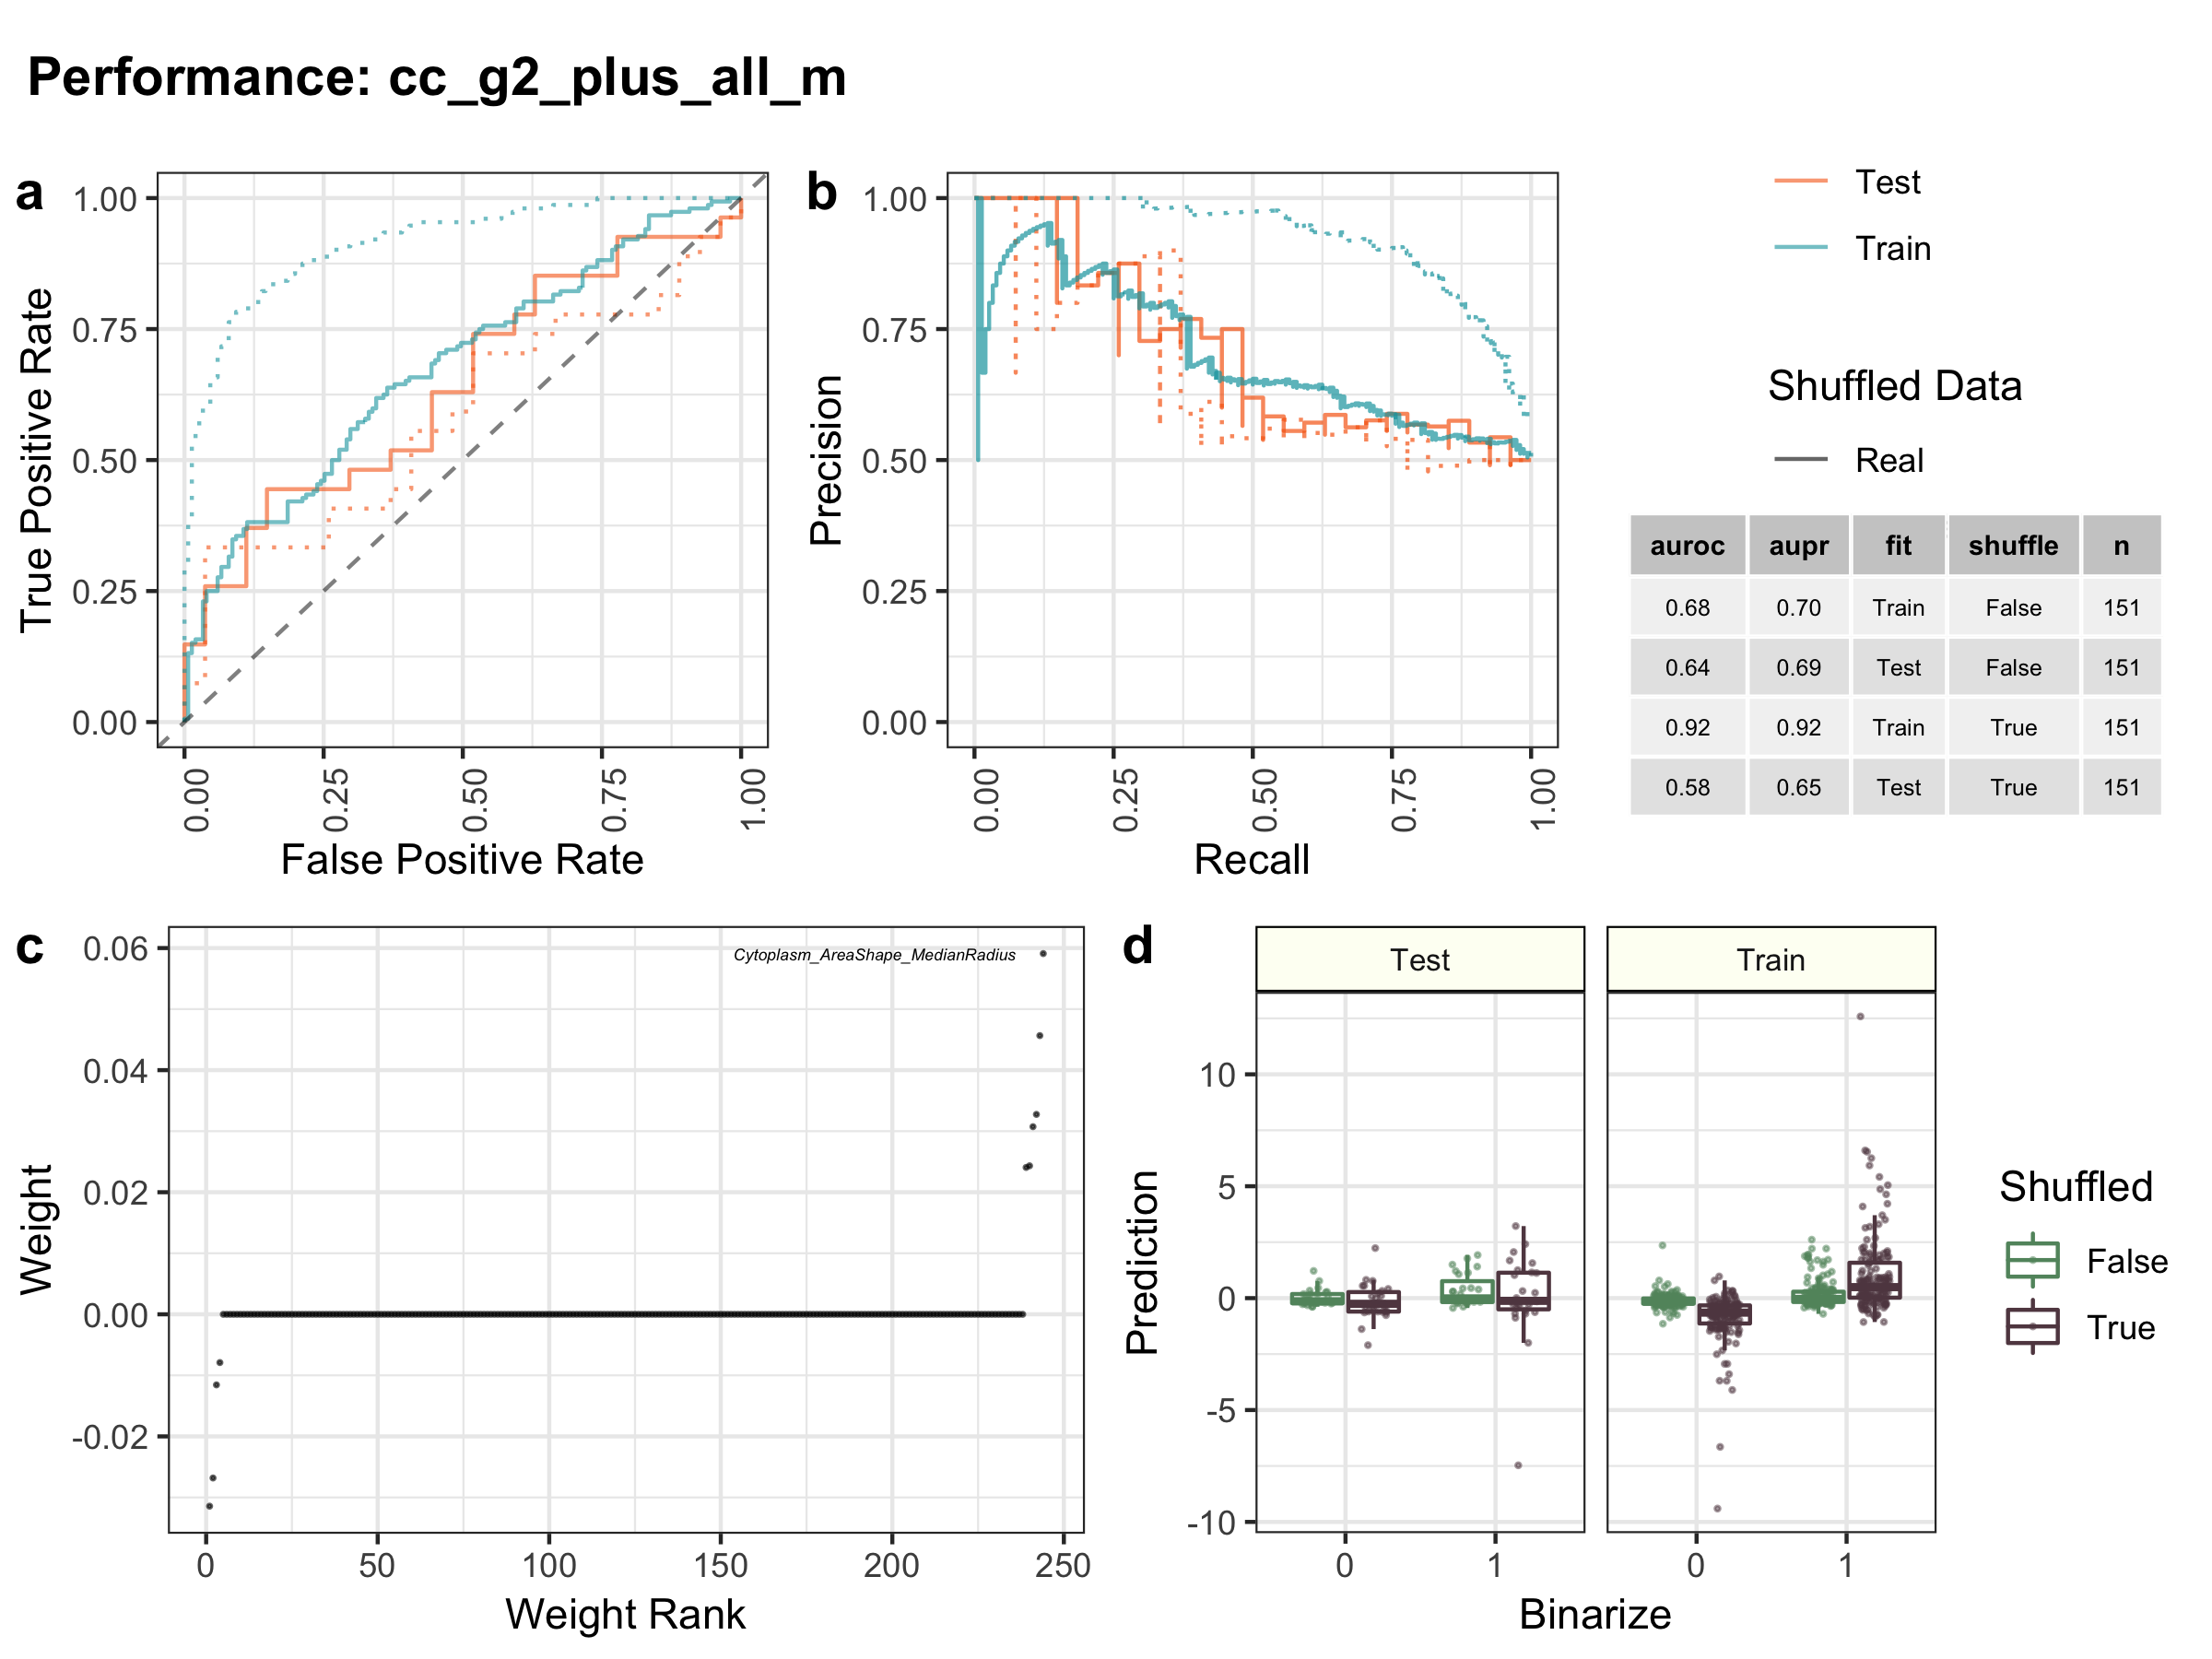 Performance: cc_g2_plus_all_m
a
1.00
0.75
0.50
0.25
0.00
True Positive Rate
0.00
0.25
0.50
0.75
1.00
False Positive Rate
b
1.00
0.75
0.50
0.25
0.00
Precision
0.00
0.25
0.50
0.75
1.00
Recall
Test
Train
Shuffled Data
Real
auroc aupr fit shuffle n
0.68 0.70 Train False 151
0.64 0.69 Test False 151
0.92 0.92 Train True 151
0.58 0.65 Test True 151
c
0.06
0.04
0.02
0.00
-0.02
Weight
Cytoplasm_AreaShape_MedianRadius
0 50 100 150 200 250
Weight Rank
d
Test Train
10
5
0
-5
-10
Prediction
0 1 0 1
Binarize
Shuffled
False
True